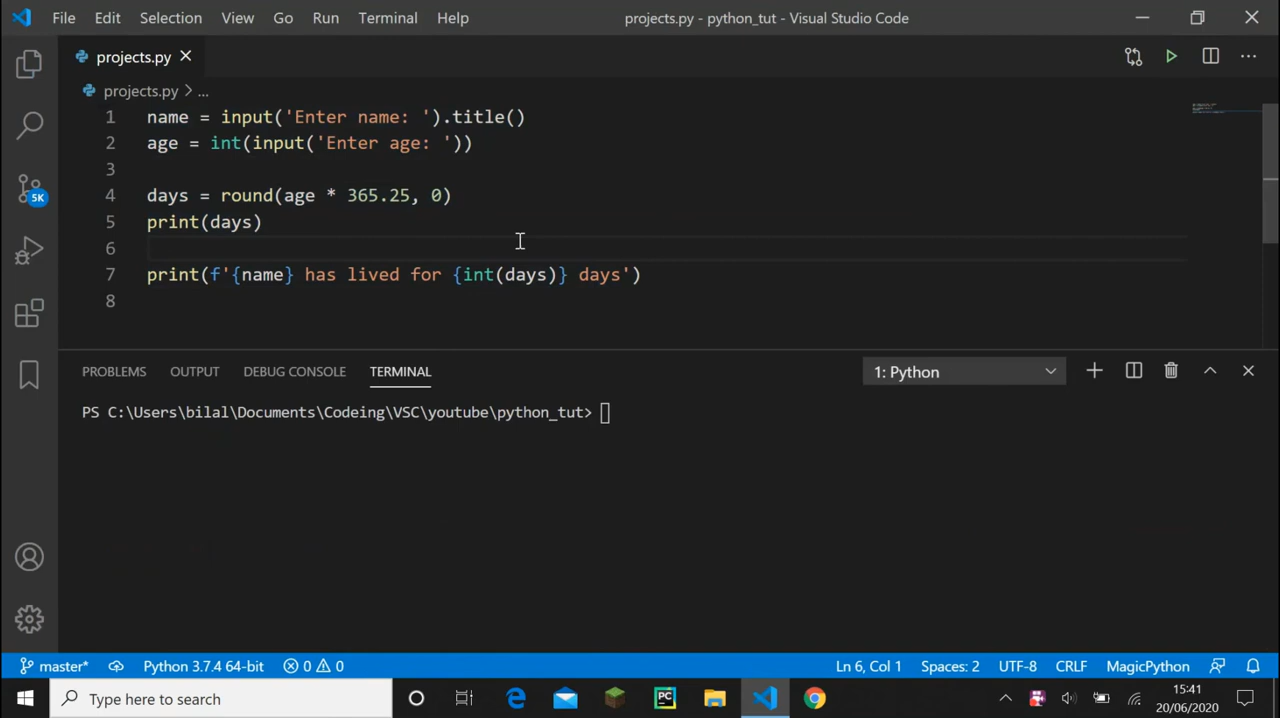 File Edit Selection View Go Run Terminal Help projects.py - python_tut - Visual Studio Code
projects.py
projects.py > ...
1 name = input('Enter name: ').title()
2 age = int(input('Enter age: '))
3
4 days = round(age * 365.25, 0)
5 print(days)
6
7 print(f'{name} has lived for {int(days)} days')
8
PROBLEMS OUTPUT DEBUG CONSOLE TERMINAL 1: Python
PS C:\Users\bilal\Documents\Codeing\VSC\youtube\python_tut>
5K
master* Python 3.7.4 64-bit 0 0 Ln 6, Col 1 Spaces: 2 UTF-8 CRLF MagicPython
Type here to search PC 15:41
20/06/2020